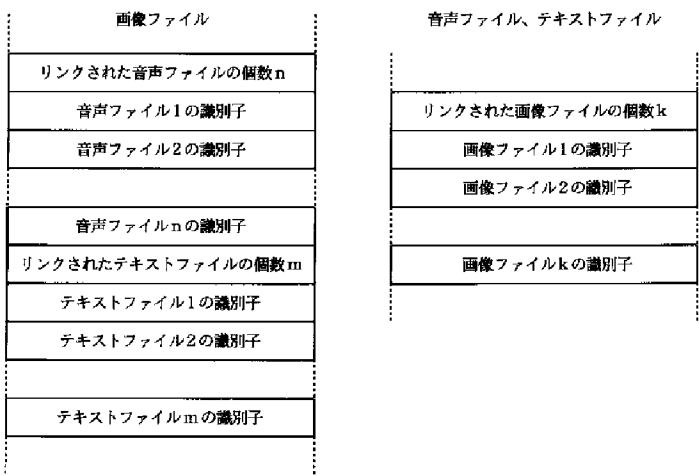 画像ファイル
リンクされた音声ファイルの個数n
音声ファイル1の識別子
音声ファイル2の識別子
音声ファイルnの識別子
リンクされたテキストファイルの個数m
テキストファイル1の識別子
テキストファイル2の識別子
テキストファイルmの識別子
音声ファイル、テキストファイル
リンクされた画像ファイルの個数k
画像ファイル1の識別子
画像ファイル2の識別子
画像ファイルkの識別子